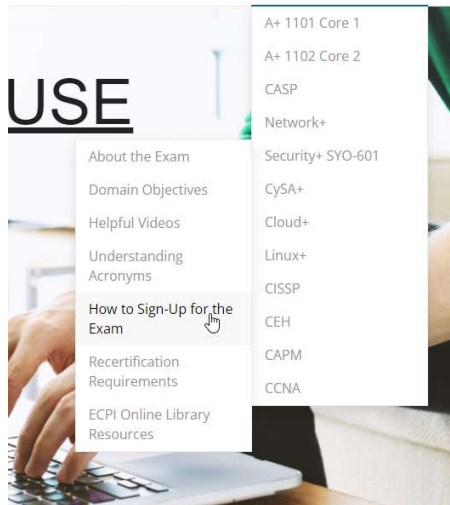 USE
A+ 1101 Core 1
A+ 1102 Core 2
CASP
Network+
Security+ SYO-601
CySA+
Cloud+
Linux+
CISSP
CEH
CAPM
CCNA
About the Exam
Domain Objectives
Helpful Videos
Understanding
Acronyms
How to Sign-Up for the
Exam
Recertification
Requirements
ECPI Online Library
Resources